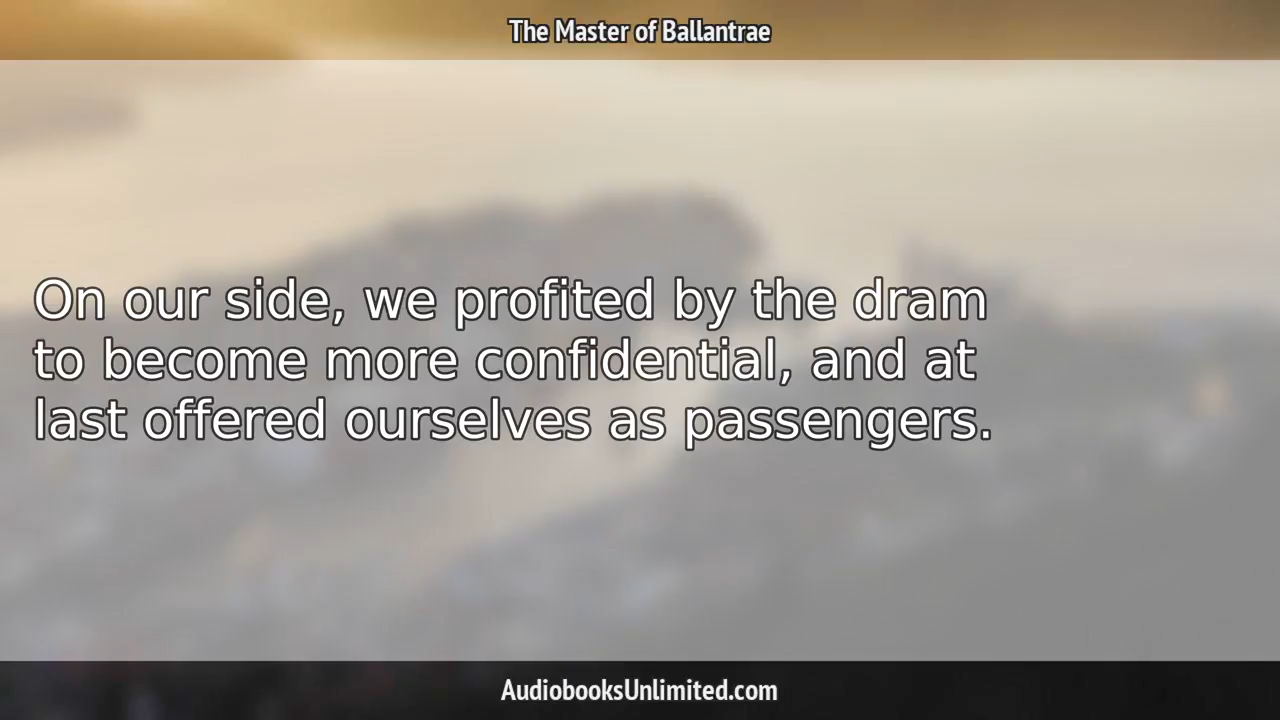 The Master of Ballantrae
On our side, we profited by the dram
to become more confidential, and at
last offered ourselves as passengers.
AudiobooksUnlimited.com